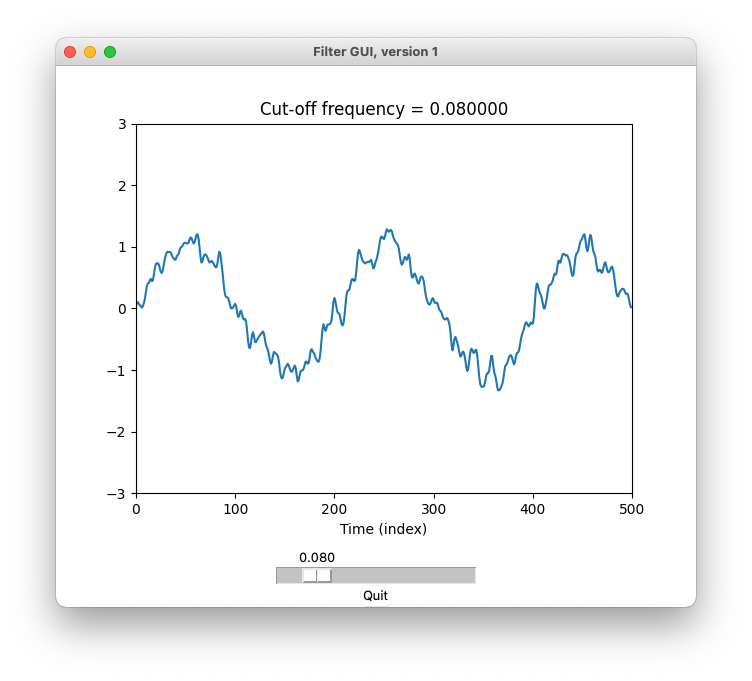 Filter GUI, version 1
Cut-off frequency = 0.080000
3
2
1
0
−1
−2
−3
0 100 200 300 400 500
Time (index)
0.080
Quit